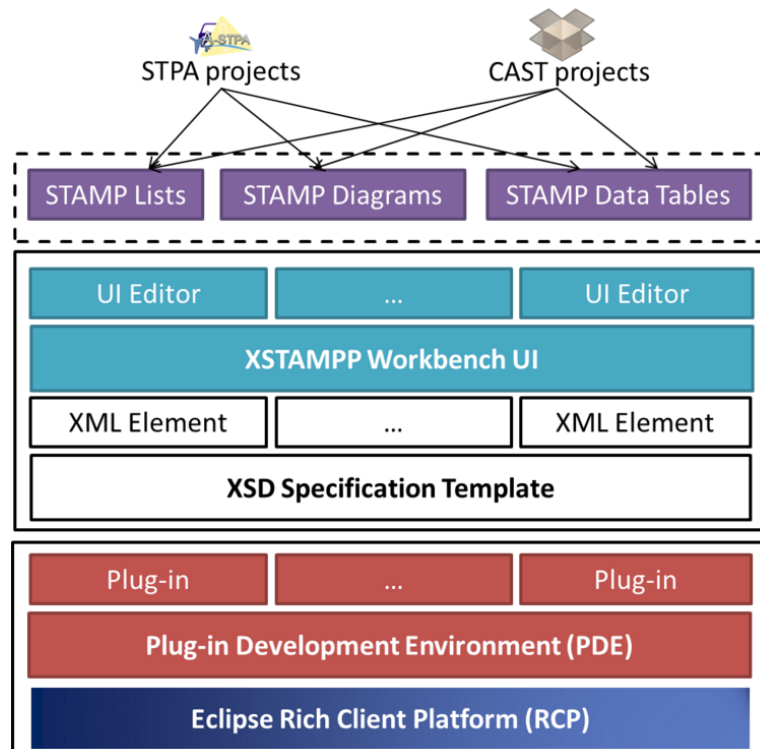 A-STPA
STPA projects CAST projects
STAMP Lists STAMP Diagrams STAMP Data Tables
UI Editor ... UI Editor
XSTAMPP Workbench UI
XML Element ... XML Element
XSD Specification Template
Plug-in ... Plug-in
Plug-in Development Environment (PDE)
Eclipse Rich Client Platform (RCP)